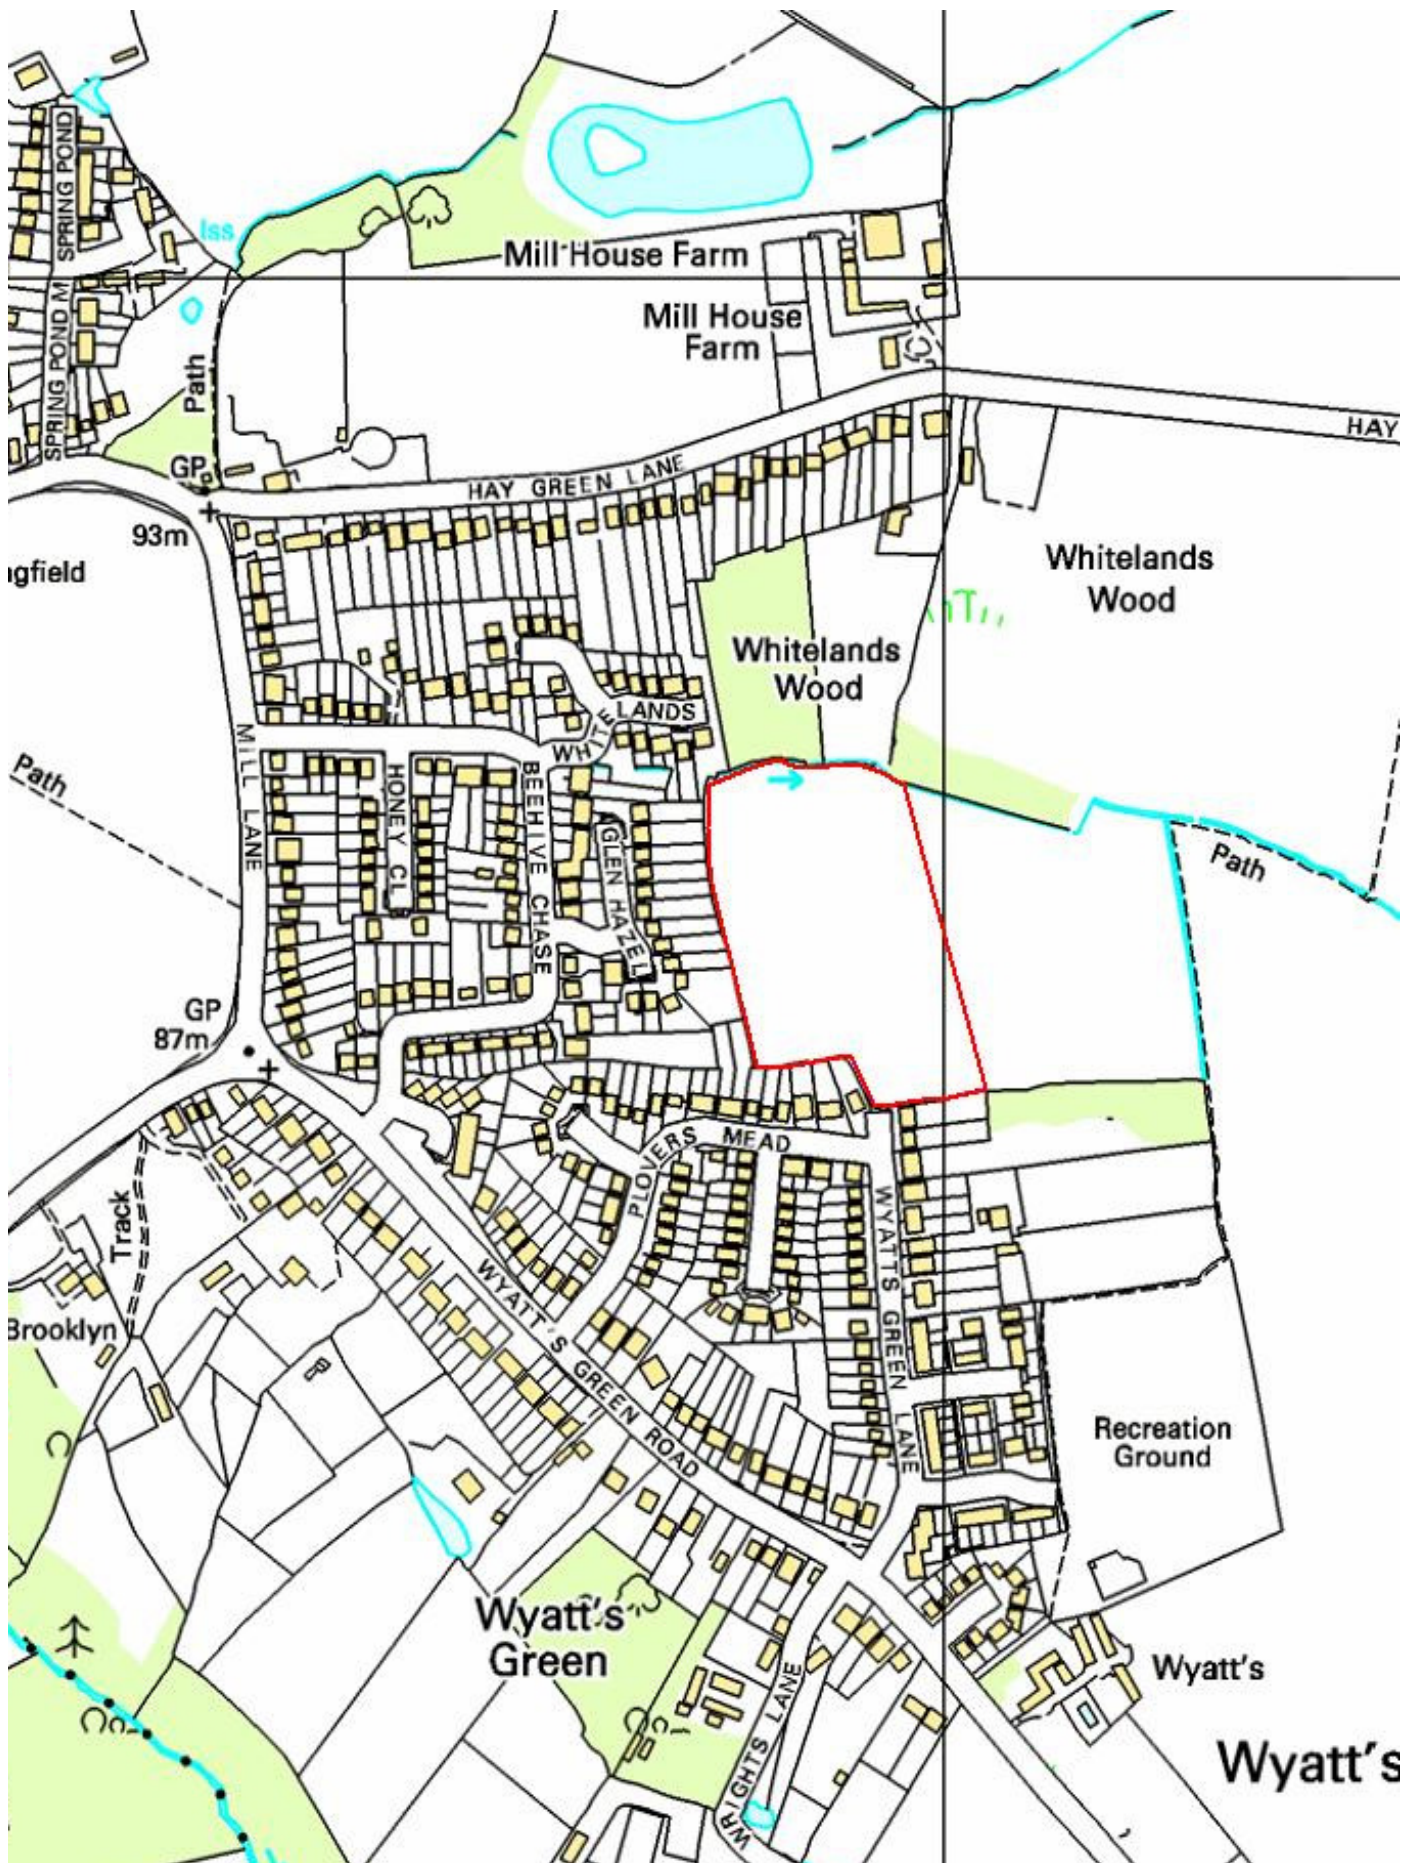 SPRING POND
Iss
Mill House Farm
Mill House
Farm
SPRING POND M
Path
HAY
GP
HAY GREEN LANE
93m
gfield
Whitelands
Wood
Whitelands
Wood
WHITE
LANDS
MILL LANE
HONEY CL
BEEHIVE CHASE
GLEN HAZEL
Path
Path
GP
87m
PLOVERS MEAD
Track
WYATTS GREEN LANE
WYATT'S GREEN ROAD
Brooklyn
Recreation
Ground
Wyatt's
Green
WRIGHTS LANE
Wyatt's
Wyatt's